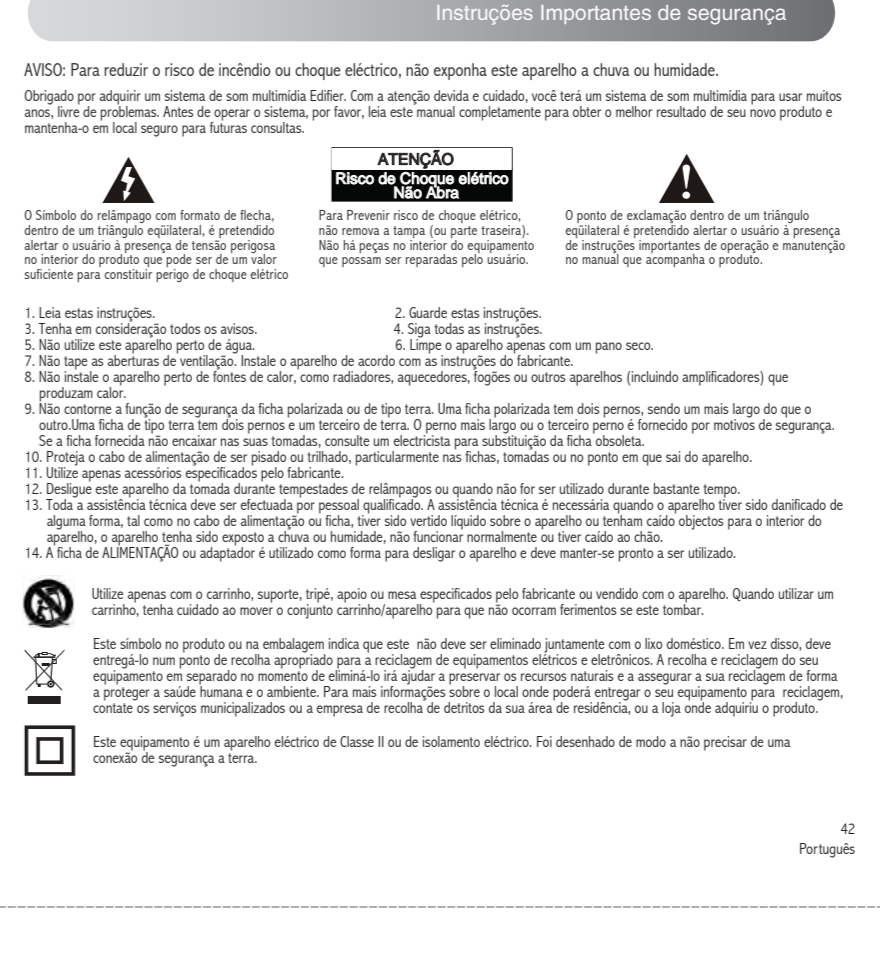 Instruções Importantes de segurança
AVISO: Para reduzir o risco de incêndio ou choque eléctrico, não exponha este aparelho a chuva ou humidade.
Obrigado por adquirir um sistema de som multimídia Edifier. Com a atenção devida e cuidado, você terá um sistema de som multimídia para usar muitos
anos, livre de problemas. Antes de operar o sistema, por favor, leia este manual completamente para obter o melhor resultado de seu novo produto e
mantenha-o em local seguro para futuras consultas.
O Símbolo do relâmpago com formato de flecha,
dentro de um triângulo eqüilateral, é pretendido
alertar o usuário à presença de tensão perigosa
no interior do produto que pode ser de um valor
suficiente para constituir perigo de choque elétrico
ATENÇÃO
Risco de Choque elétrico
Não Abra
Para Prevenir risco de choque elétrico,
não remova a tampa (ou parte traseira).
Não há peças no interior do equipamento
que possam ser reparadas pelo usuário.
O ponto de exclamação dentro de um triângulo
eqüilateral é pretendido alertar o usuário à presença
de instruções importantes de operação e manutenção
no manual que acompanha o produto.
1. Leia estas instruções. 2. Guarde estas instruções.
3. Tenha em consideração todos os avisos. 4. Siga todas as instruções.
5. Não utilize este aparelho perto de água. 6. Limpe o aparelho apenas com um pano seco.
7. Não tape as aberturas de ventilação. Instale o aparelho de acordo com as instruções do fabricante.
8. Não instale o aparelho perto de fontes de calor, como radiadores, aquecedores, fogões ou outros aparelhos (incluindo amplificadores) que
produzam calor.
9. Não contorne a função de segurança da ficha polarizada ou de tipo terra. Uma ficha polarizada tem dois pernos, sendo um mais largo do que o
outro.Uma ficha de tipo terra tem dois pernos e um terceiro de terra. O perno mais largo ou o terceiro perno é fornecido por motivos de segurança.
Se a ficha fornecida não encaixar nas suas tomadas, consulte um electricista para substituição da ficha obsoleta.
10. Proteja o cabo de alimentação de ser pisado ou trilhado, particularmente nas fichas, tomadas ou no ponto em que sai do aparelho.
11. Utilize apenas acessórios especificados pelo fabricante.
12. Desligue este aparelho da tomada durante tempestades de relâmpagos ou quando não for ser utilizado durante bastante tempo.
13. Toda a assistência técnica deve ser efectuada por pessoal qualificado. A assistência técnica é necessária quando o aparelho tiver sido danificado de
alguma forma, tal como no cabo de alimentação ou ficha, tiver sido vertido líquido sobre o aparelho ou tenham caído objectos para o interior do
aparelho, o aparelho tenha sido exposto a chuva ou humidade, não funcionar normalmente ou tiver caído ao chão.
14. A ficha de ALIMENTAÇÃO ou adaptador é utilizado como forma para desligar o aparelho e deve manter-se pronto a ser utilizado.
Utilize apenas com o carrinho, suporte, tripé, apoio ou mesa especificados pelo fabricante ou vendido com o aparelho. Quando utilizar um
carrinho, tenha cuidado ao mover o conjunto carrinho/aparelho para que não ocorram ferimentos se este tombar.
Este símbolo no produto ou na embalagem indica que este não deve ser eliminado juntamente com o lixo doméstico. Em vez disso, deve
entregá-lo num ponto de recolha apropriado para a reciclagem de equipamentos elétricos e eletrônicos. A recolha e reciclagem do seu
equipamento em separado no momento de eliminá-lo irá ajudar a preservar os recursos naturais e a assegurar a sua reciclagem de forma
a proteger a saúde humana e o ambiente. Para mais informações sobre o local onde poderá entregar o seu equipamento para reciclagem,
contate os serviços municipalizados ou a empresa de recolha de detritos da sua área de residência, ou a loja onde adquiriu o produto.
Este equipamento é um aparelho eléctrico de Classe II ou de isolamento eléctrico. Foi desenhado de modo a não precisar de uma
conexão de segurança a terra.
42
Português